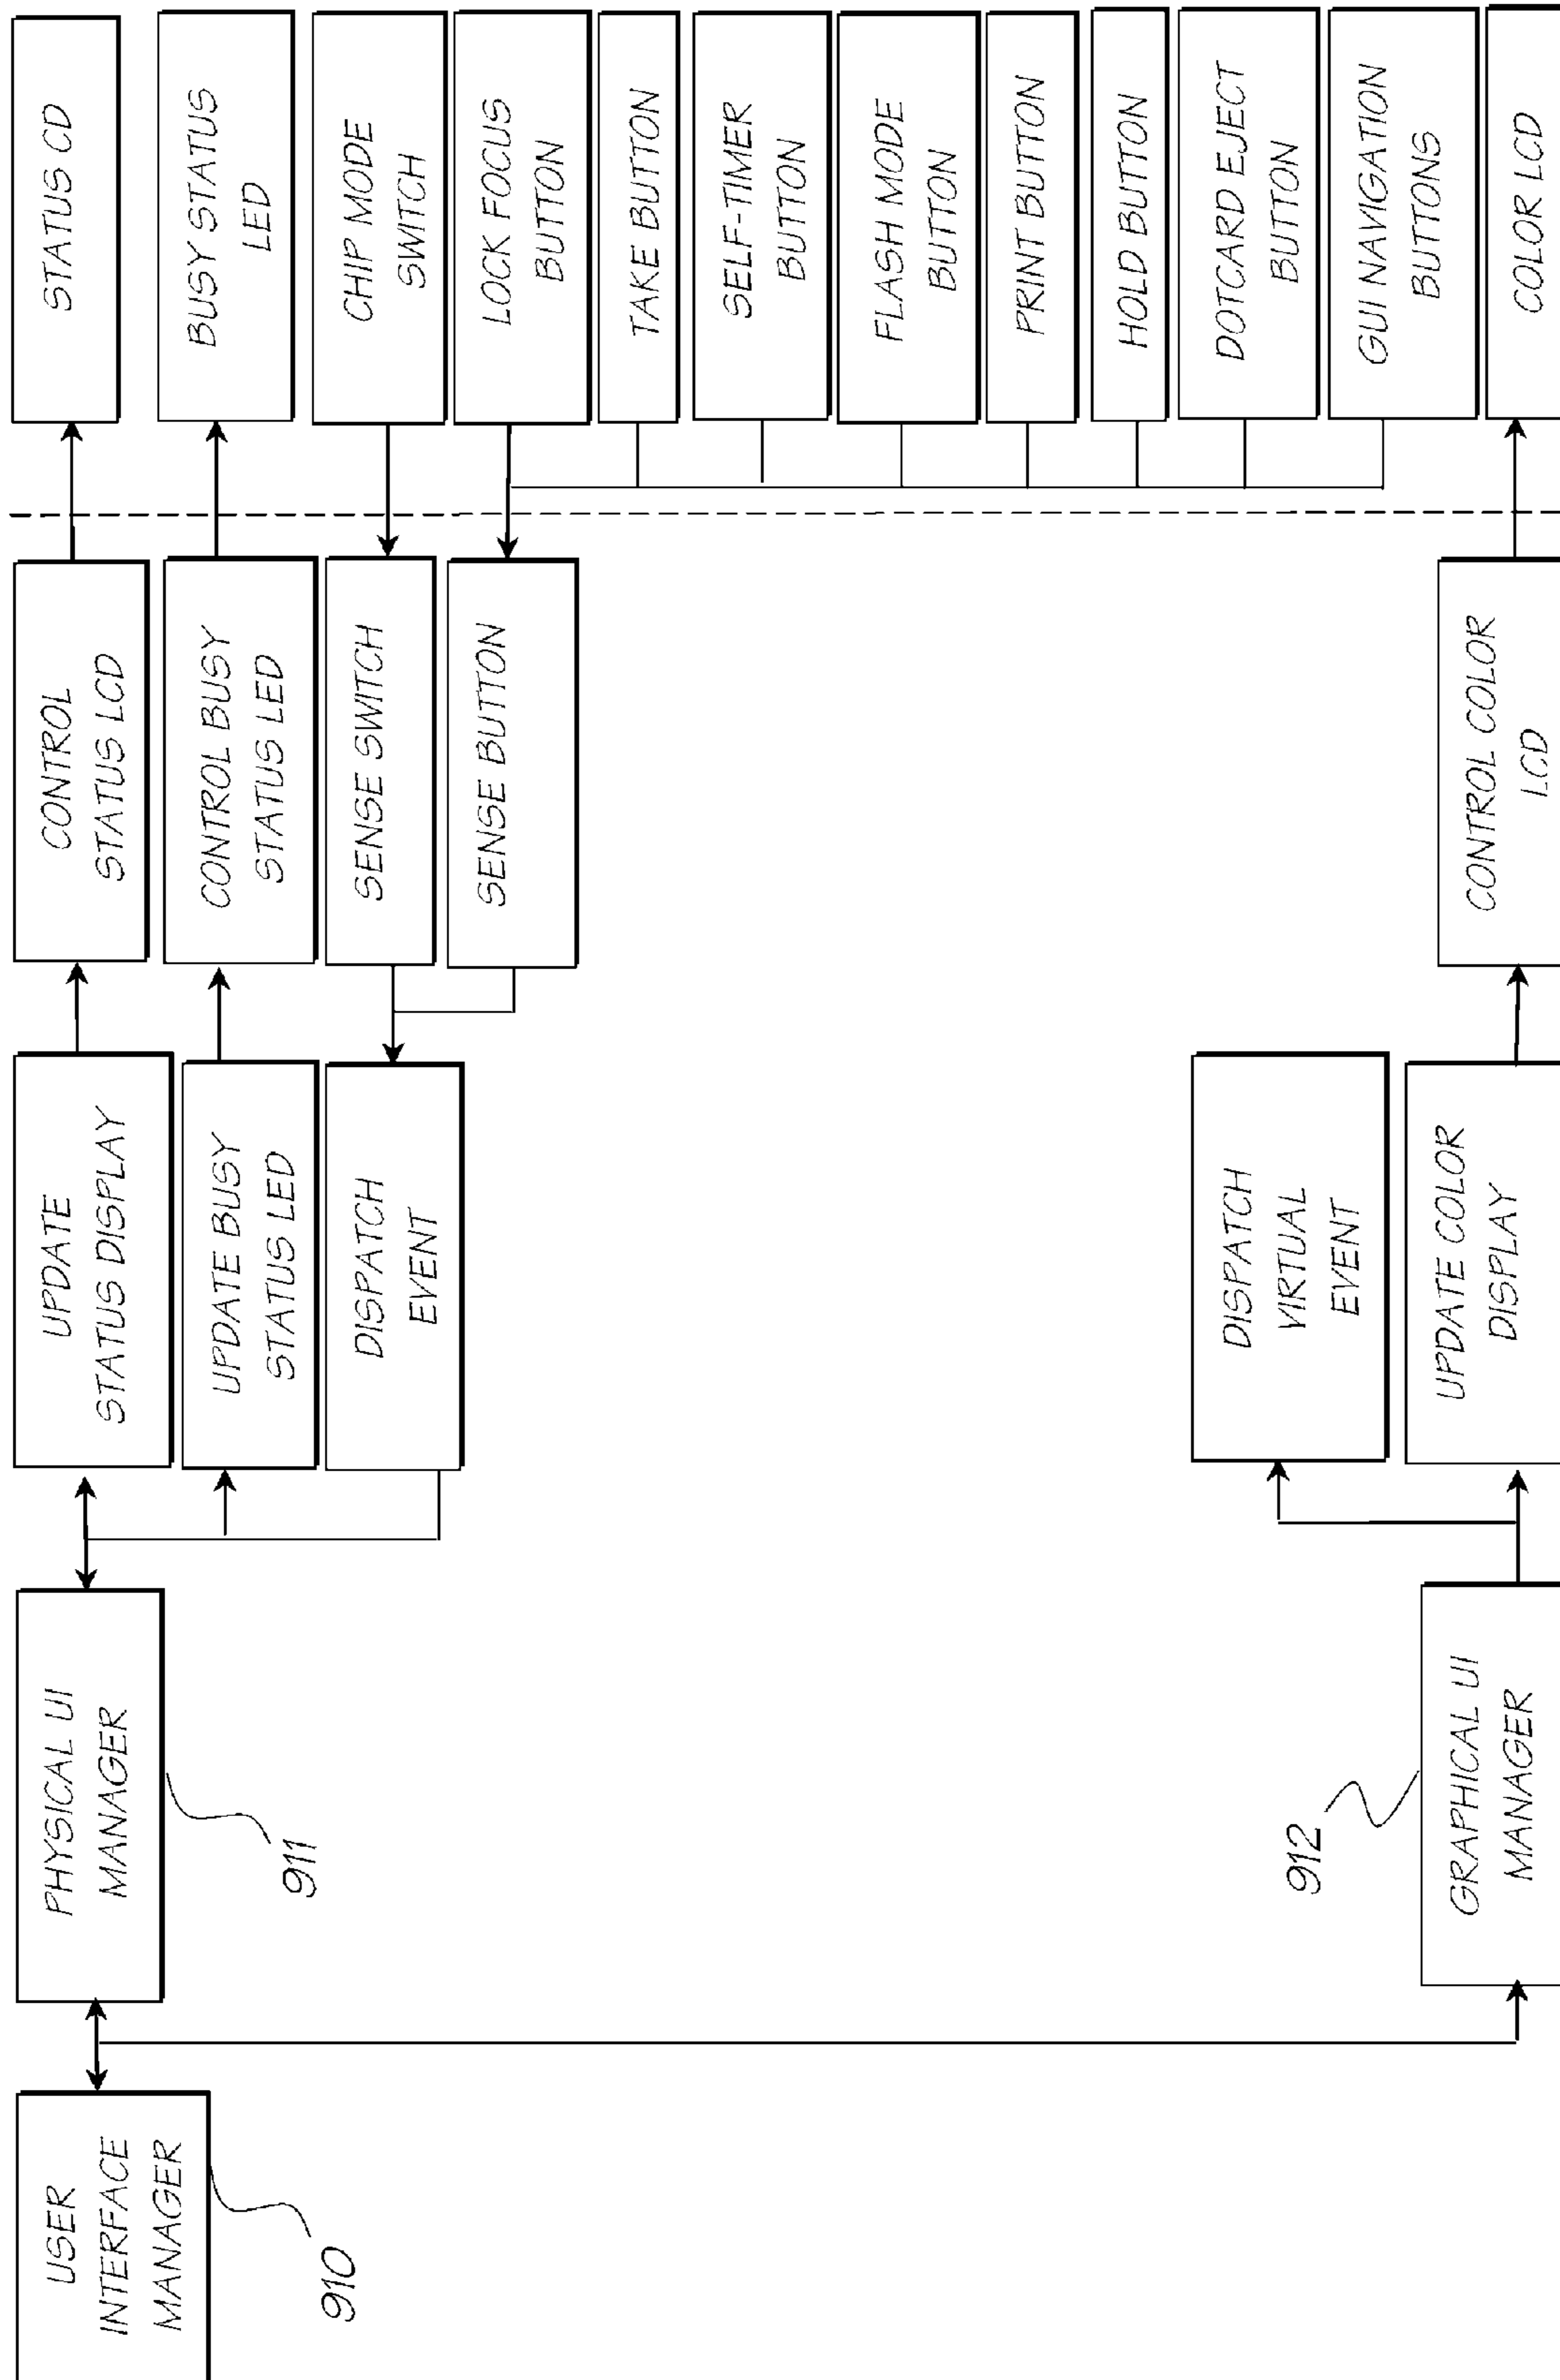 USER
INTERFACE
MANAGER
910
PHYSICAL UI
MANAGER
911
GRAPHICAL UI
MANAGER
912
UPDATE
STATUS DISPLAY
UPDATE BUSY
STATUS LED
DISPATCH
EVENT
DISPATCH
VIRTUAL
EVENT
UPDATE COLOR
DISPLAY
CONTROL
STATUS LCD
CONTROL BUSY
STATUS LED
SENSE SWITCH
SENSE BUTTON
CONTROL COLOR
LCD
STATUS CD
BUSY STATUS
LED
CHIP MODE
SWITCH
LOCK FOCUS
BUTTON
TAKE BUTTON
SELF-TIMER
BUTTON
FLASH MODE
BUTTON
PRINT BUTTON
HOLD BUTTON
DOTCARD EJECT
BUTTON
GUI NAVIGATION
BUTTONS
COLOR LCD